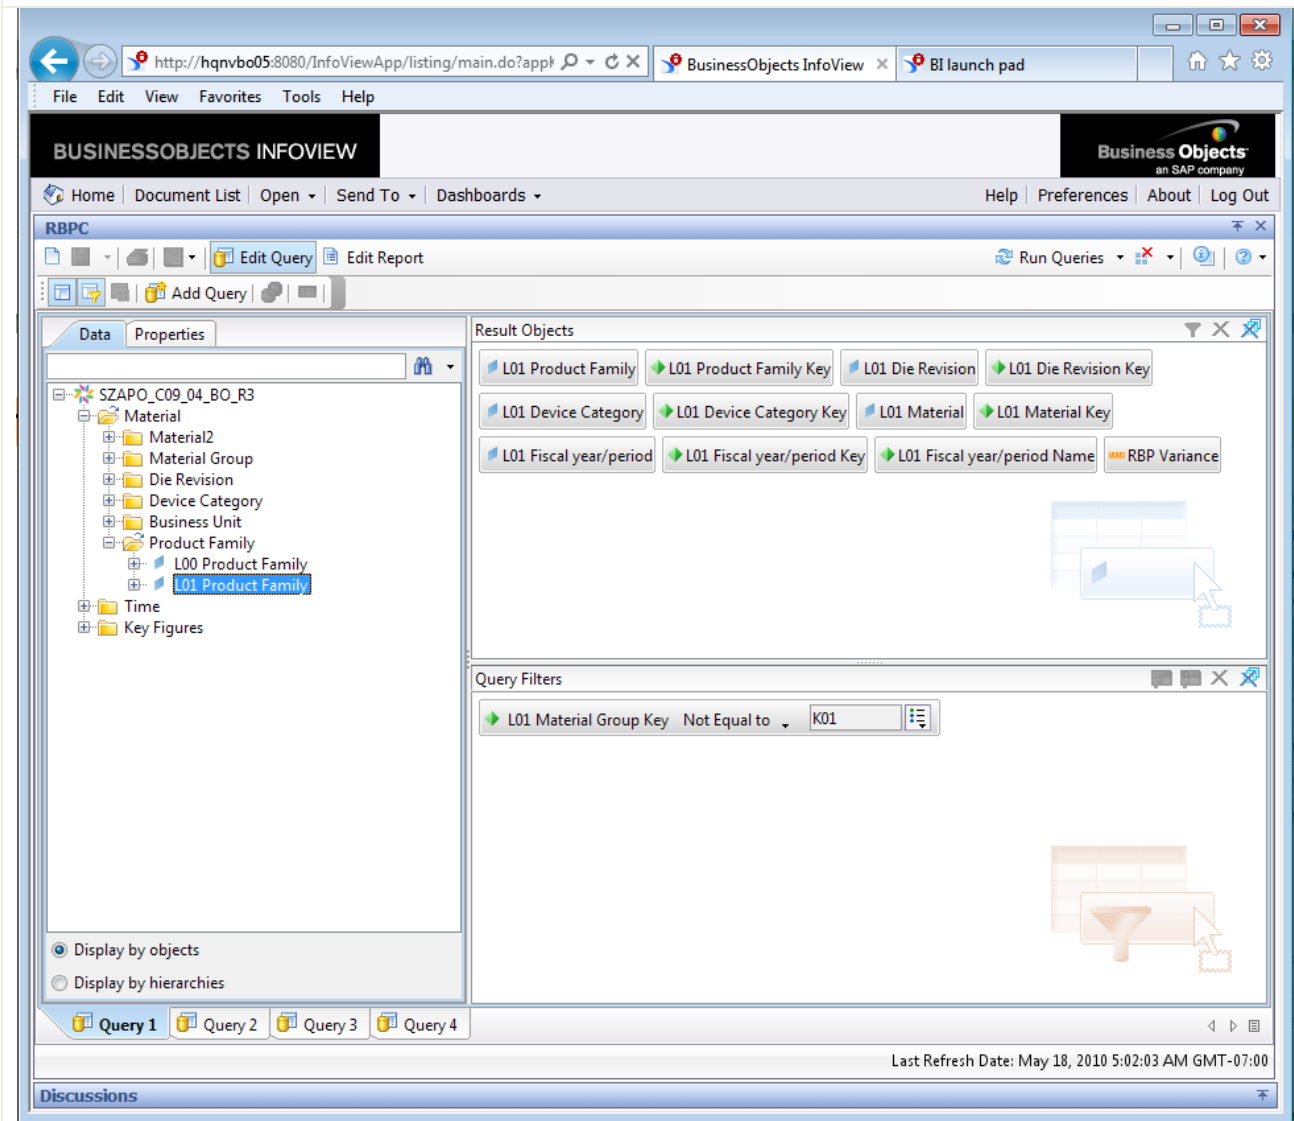 http://hqnvbo05:8080/InfoViewApp/listing/main.do?appk BusinessObjects InfoView BI launch pad
File Edit View Favorites Tools Help
BUSINESSOBJECTS INFOVIEW
Business Objects
an SAP company
Home Document List Open Send To Dashboards Help Preferences About Log Out
RBPC
Edit Query Edit Report Run Queries
Add Query
Data Properties
SZAPO_C09_04_BO_R3
Material
Material2
Material Group
Die Revision
Device Category
Business Unit
Product Family
L00 Product Family
L01 Product Family
Time
Key Figures
Display by objects
Display by hierarchies
Result Objects
L01 Product Family L01 Product Family Key L01 Die Revision L01 Die Revision Key
L01 Device Category L01 Device Category Key L01 Material L01 Material Key
L01 Fiscal year/period L01 Fiscal year/period Key L01 Fiscal year/period Name RBP Variance
Query Filters
L01 Material Group Key Not Equal to K01
Query 1 Query 2 Query 3 Query 4
Last Refresh Date: May 18, 2010 5:02:03 AM GMT-07:00
Discussions